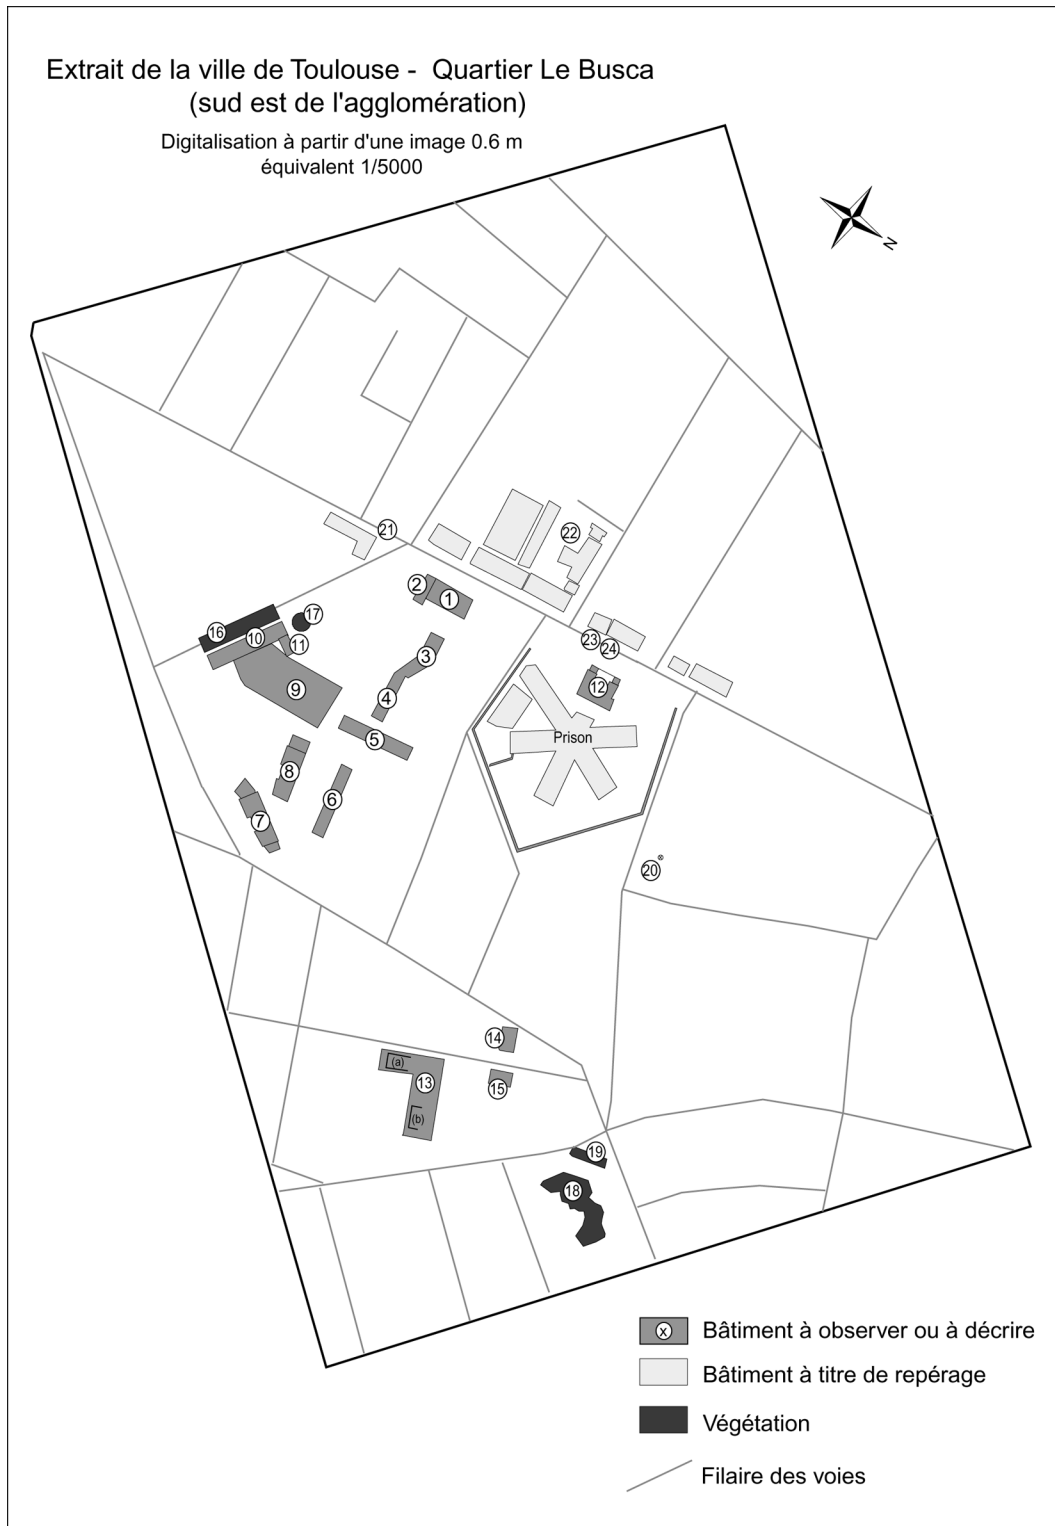 Extrait de la ville de Toulouse - Quartier Le Busca
(sud est de l'agglomération)
Digitalisation à partir d'une image 0.6 m
équivalent 1/5000
N
21
22
2
1
17
16
10
11
3
23
24
9
4
12
5
Prison
8
6
7
20
14
(a)
13
15
(b)
19
18
x Bâtiment à observer ou à décrire
Bâtiment à titre de repérage
Végétation
Filaire des voies